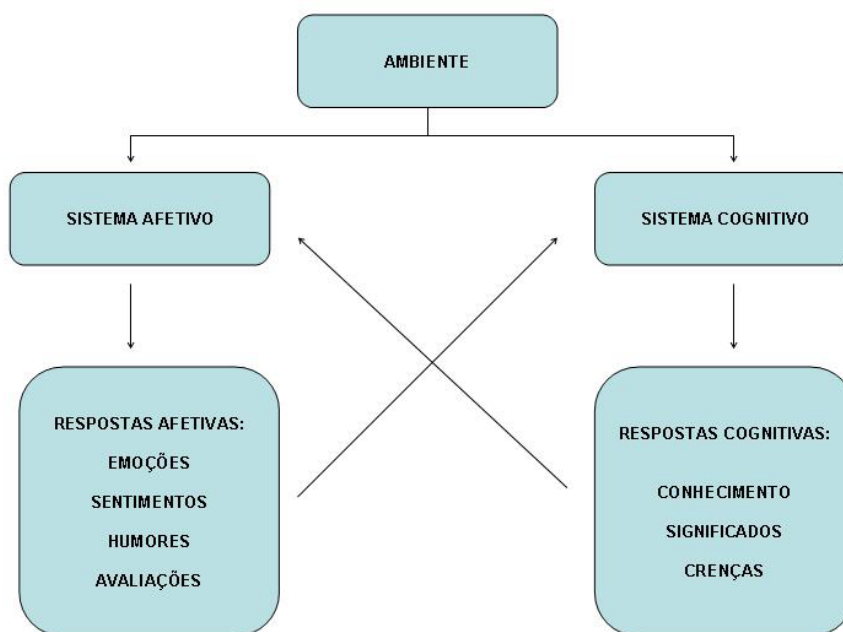 AMBIENTE
SISTEMA AFETIVO
SISTEMA COGNITIVO
RESPOSTAS AFETIVAS:
EMOÇÕES
SENTIMENTOS
HUMORES
AVALIAÇÕES
RESPOSTAS COGNITIVAS:
CONHECIMENTO
SIGNIFICADOS
CRENÇAS